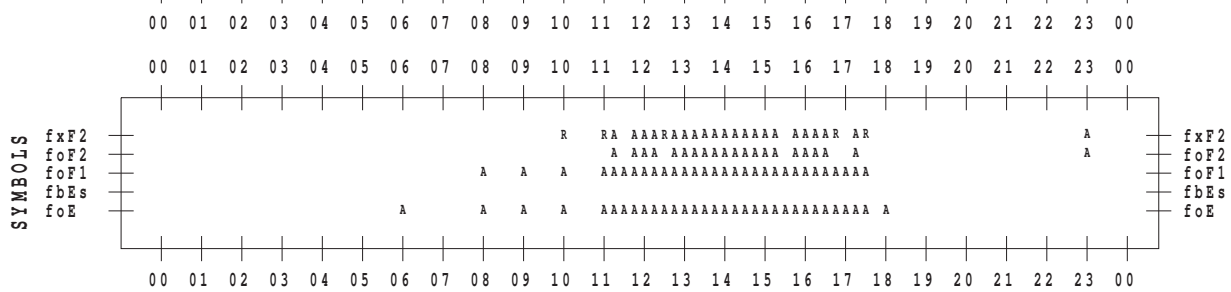 00 01 02 03 04 05 06 07 08 09 10 11 12 13 14 15 16 17 18 19 20 21 22 23 00
00 01 02 03 04 05 06 07 08 09 10 11 12 13 14 15 16 17 18 19 20 21 22 23 00
SYMBOLS
fxF2 R RA AAARAAAAAAAAAAA AAAAR AR A fxF2
foF2 A AAA AAAAAAAAAAA AAAA A A foF2
foF1 A A A AAAAAAAAAAAAAAAAAAAAAAAAAAA foF1
fbEs fbEs
foE A A A A AAAAAAAAAAAAAAAAAAAAAAAAAAA A foE
00 01 02 03 04 05 06 07 08 09 10 11 12 13 14 15 16 17 18 19 20 21 22 23 00